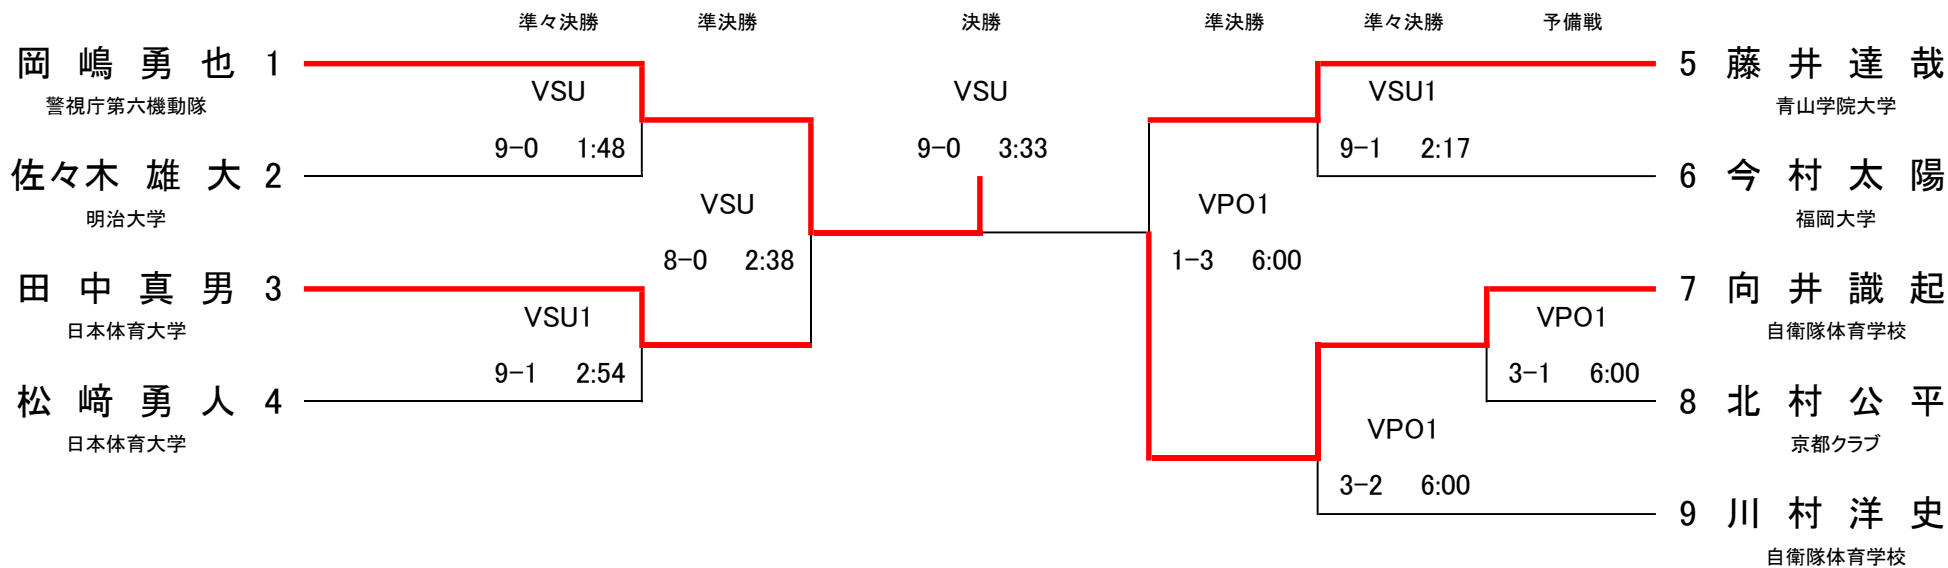 準々決勝 準決勝 決勝 準決勝 準々決勝 予備戦
岡嶋勇也 1 5 藤井達哉
VSU VSU VSU1
警視庁第六機動隊 青山学院大学
9-0 1:48 9-0 3:33 9-1 2:17
佐々木雄大 2 6 今村太陽
VSU VPO1
明治大学 福岡大学
8-0 2:38 1-3 6:00
田中真男 3 7 向井識起
VSU1 VPO1
日本体育大学 自衛隊体育学校
9-1 2:54 3-1 6:00
松﨑勇人 4 8 北村公平
VPO1
日本体育大学 京都クラブ
3-2 6:00
9 川村洋史
自衛隊体育学校